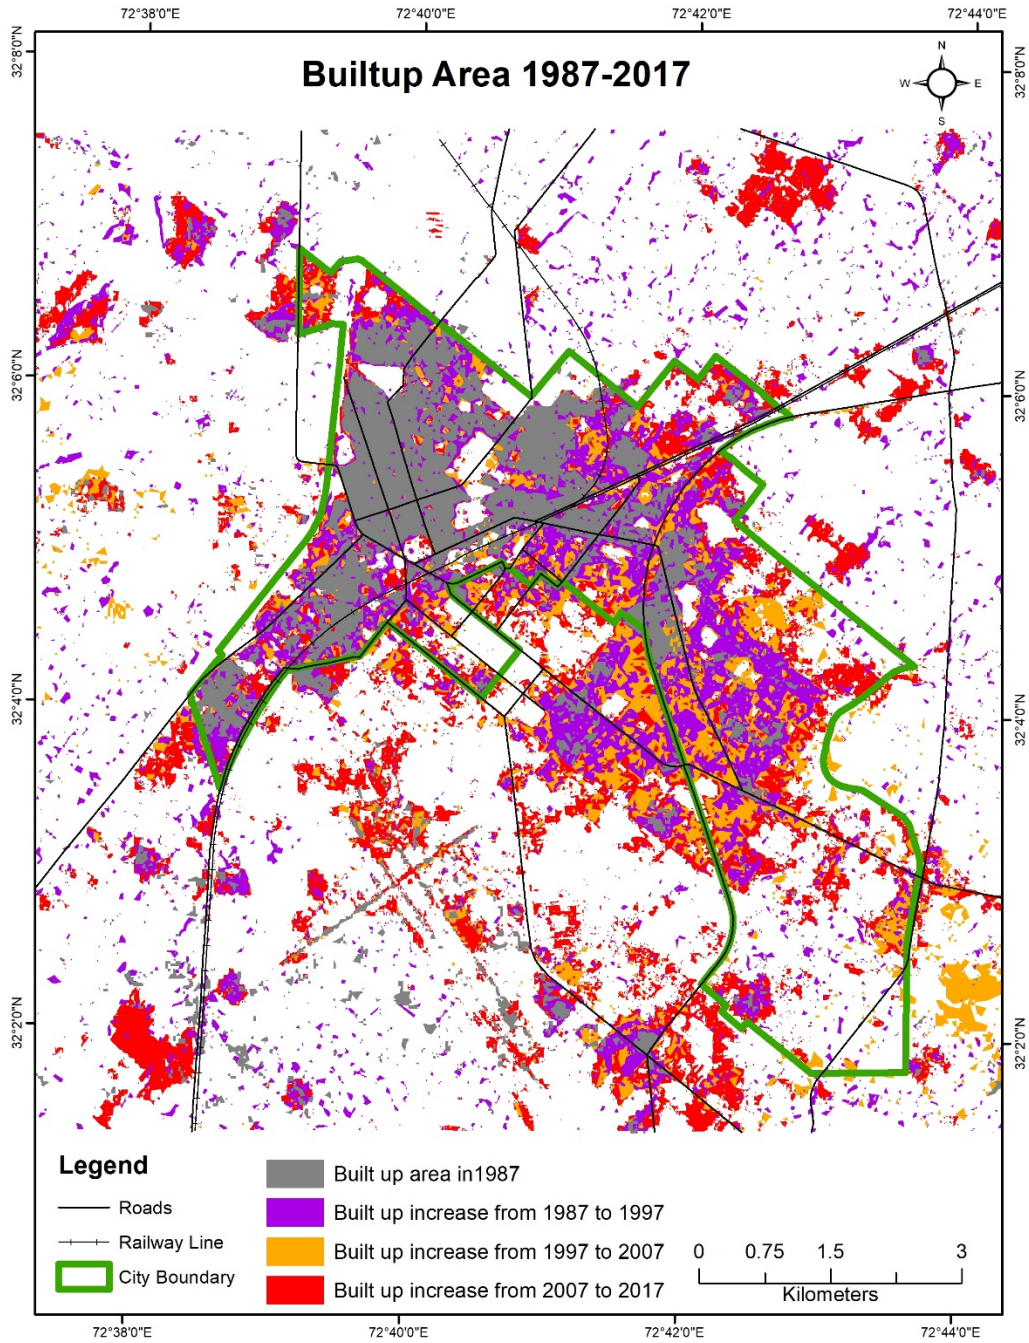 72°38'0"E 72°40'0"E 72°42'0"E 72°44'0"E
32°8'0"N
32°8'0"N
Builtup Area 1987-2017
N
W E
S
32°6'0"N
32°6'0"N
32°4'0"N
32°4'0"N
32°2'0"N
32°2'0"N
Legend
Roads
Railway Line
City Boundary
Built up area in1987
Built up increase from 1987 to 1997
Built up increase from 1997 to 2007
Built up increase from 2007 to 2017
0 0.75 1.5 3
Kilometers
72°38'0"E 72°40'0"E 72°42'0"E 72°44'0"E